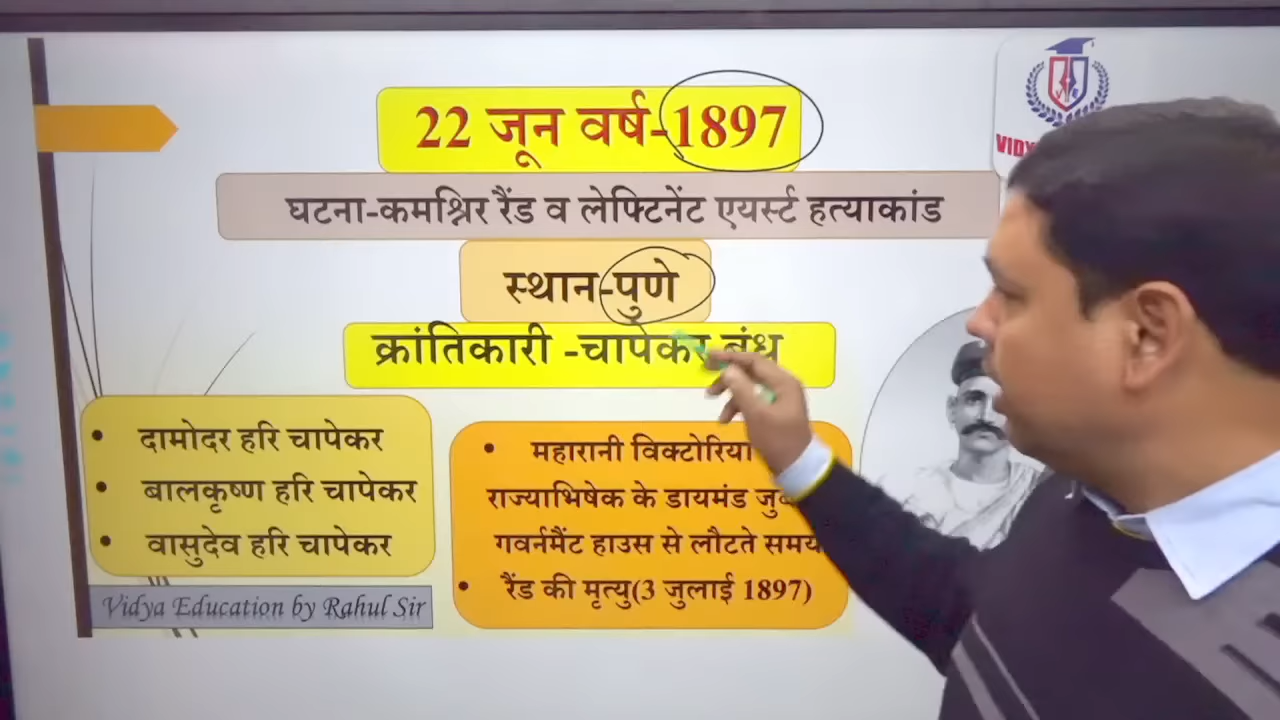 22 जून वर्ष-1897
घटना-कमश्निर रैंड व लेफ्टिनेंट एयर्स्ट हत्याकांड
स्थान-पुणे
क्रांतिकारी -चापेकर बंधु
दामोदर हरि चापेकर
बालकृष्ण हरि चापेकर
वासुदेव हरि चापेकर
महारानी विक्टोरिया
राज्याभिषेक के डायमंड
गवर्नमैंट हाउस से लौटते समय
रैंड की मृत्यु(3 जुलाई 1897)
Vidya Education by Rahul Sir